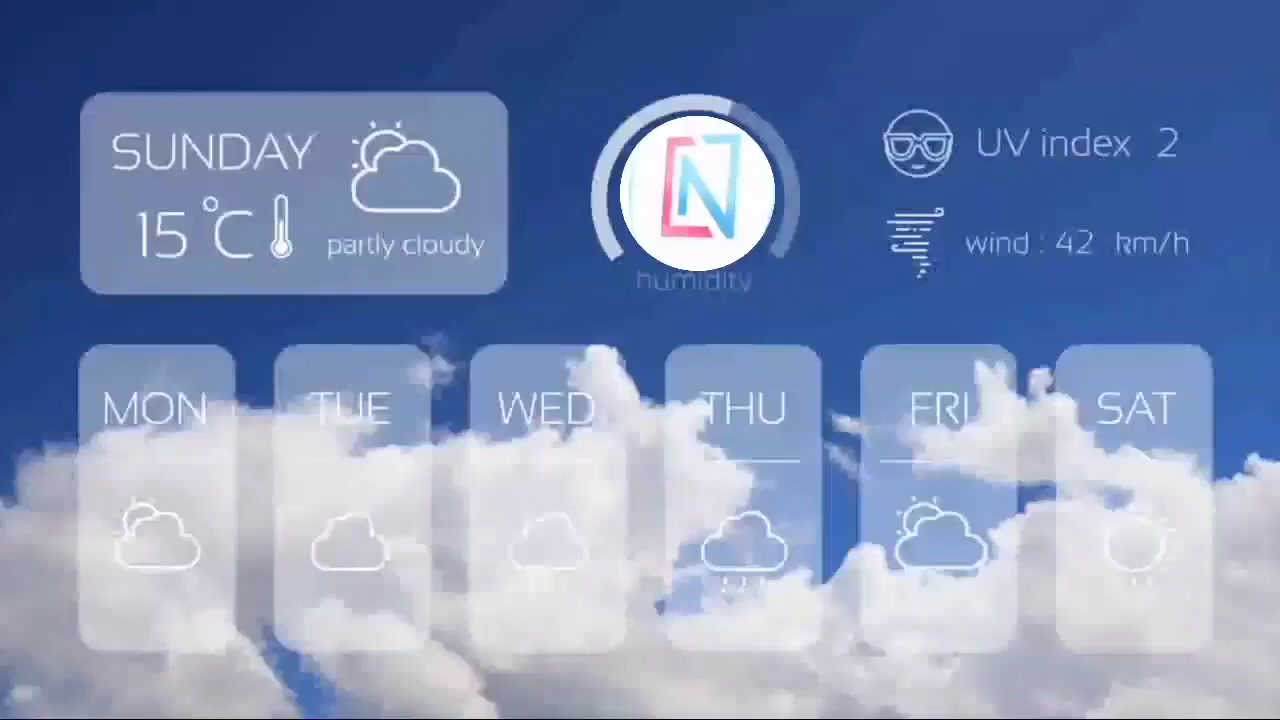 SUNDAY
15 °C
partly cloudy
N
humidity
UV index 2
wind : 42 km/h
MON
TUE
WED
THU
FRI
SAT